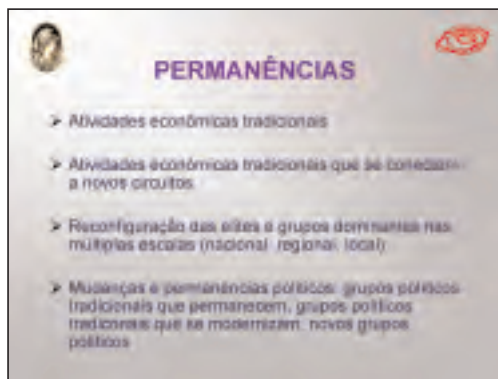 PERMANÊNCIAS
➢ Atividades econômicas tradicionais
➢ Atividades econômicas tradicionais que se conectam
a novos circuitos
➢ Reconfiguração das elites e grupos dominantes nas
múltiplas escalas (nacional, regional, local)
➢ Mudanças e permanências políticos: grupos políticos
tradicionais que permanecem, grupos políticos
tradicionais que se modernizam, novos grupos
políticos